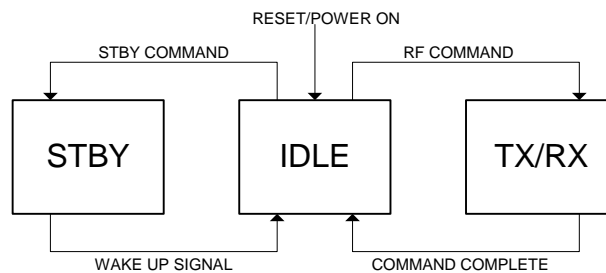 RESET/POWER ON
STBY COMMAND
RF COMMAND
STBY
IDLE
TX/RX
WAKE UP SIGNAL
COMMAND COMPLETE